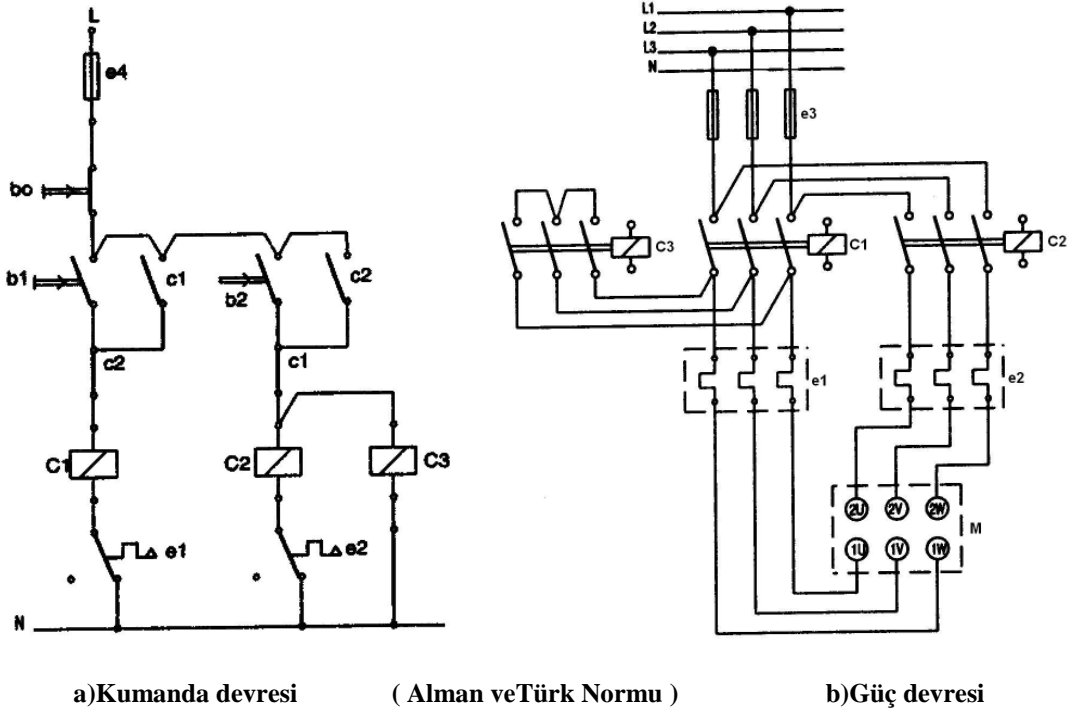 L
e4
bo
b1
c1
b2
c2
c2
c1
C1
C2
C3
e1
e2
N
L1
L2
L3
N
e3
C3
C1
C2
e1
e2
2U 2V 2W
M
1U 1V 1W
a)Kumanda devresi ( Alman veTürk Normu ) b)Güç devresi